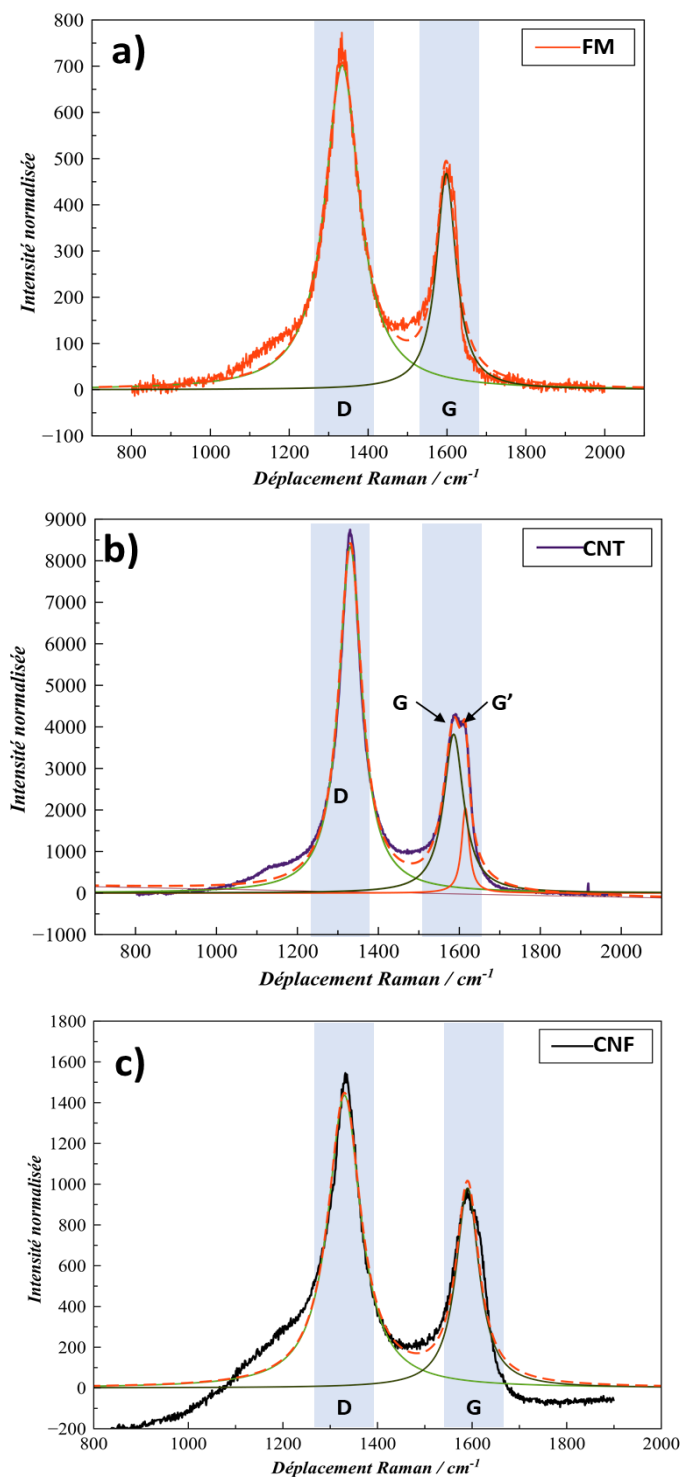 a)
FM
Intensité normalisée
800
700
600
500
400
300
200
100
0
−100
D
G
800 1000 1200 1400 1600 1800 2000
Déplacement Raman / cm-1
b)
CNT
Intensité normalisée
9000
8000
7000
6000
5000
4000
3000
2000
1000
0
−1000
G
G’
D
800 1000 1200 1400 1600 1800 2000
Déplacement Raman / cm-1
c)
CNF
Intensité normalisée
1800
1600
1400
1200
1000
800
600
400
200
0
−200
D
G
800 1000 1200 1400 1600 1800 2000
Déplacement Raman / cm-1